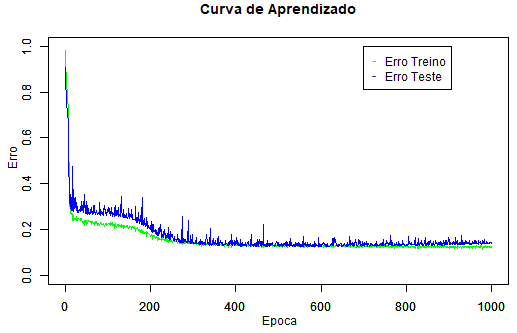 Curva de Aprendizado
Erro Treino
Erro Teste
Erro
1.0
0.8
0.6
0.4
0.2
0.0
0 200 400 600 800 1000
Epoca